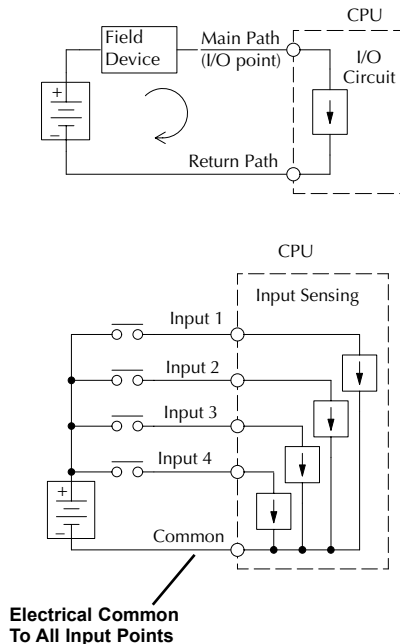 CPU
Field
Device
Main Path
(I/O point)
I/O
Circuit
+
–
Return Path
CPU
Input Sensing
Input 1
Input 2
Input 3
Input 4
+
–
Common
Electrical Common
To All Input Points